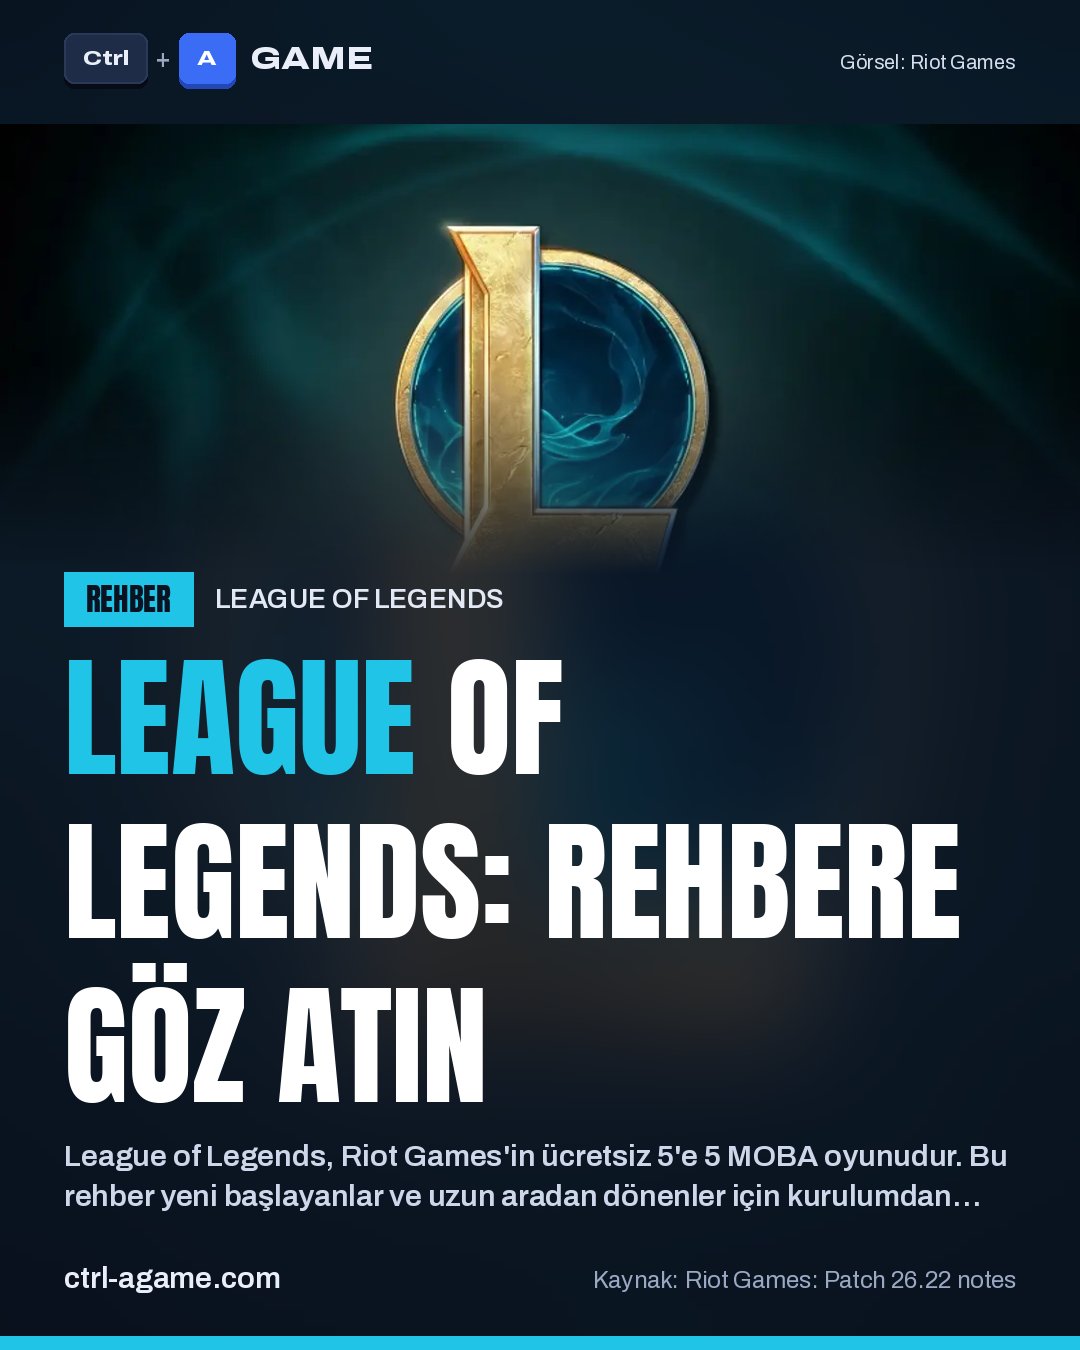 Ctrl + A GAME
Görsel: Riot Games
REHBER LEAGUE OF LEGENDS
LEAGUE OF
LEGENDS: REHBERE
GÖZ ATIN
League of Legends, Riot Games'in ücretsiz 5'e 5 MOBA oyunudur. Bu
rehber yeni başlayanlar ve uzun aradan dönenler için kurulumdan…
ctrl-agame.com
Kaynak: Riot Games: Patch 26.22 notes